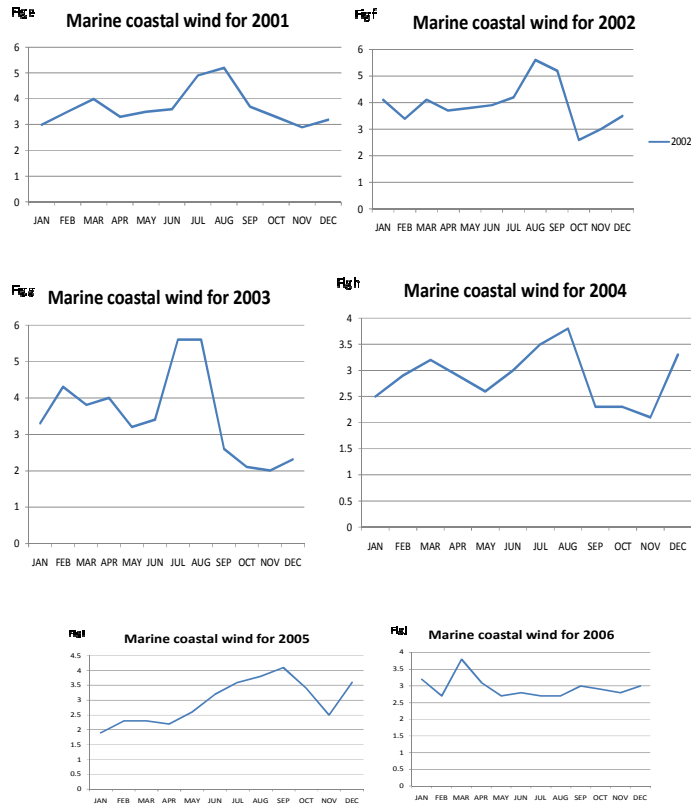 Fig e
Marine coastal wind for 2001
6
5
4
3
2
1
0
JAN FEB MAR APR MAY JUN JUL AUG SEP OCT NOV DEC
Fig f
Marine coastal wind for 2002
6
5
4
3
2
1
0
JAN FEB MAR APR MAY JUN JUL AUG SEP OCT NOV DEC
2002
Fig g
Marine coastal wind for 2003
6
5
4
3
2
1
0
JAN FEB MAR APR MAY JUN JUL AUG SEP OCT NOV DEC
Fig h
Marine coastal wind for 2004
4
3.5
3
2.5
2
1.5
1
0.5
0
JAN FEB MAR APR MAY JUN JUL AUG SEP OCT NOV DEC
Fig i
Marine coastal wind for 2005
4.5
4
3.5
3
2.5
2
1.5
1
0.5
0
JAN FEB MAR APR MAY JUN JUL AUG SEP OCT NOV DEC
Fig j
Marine coastal wind for 2006
4
3.5
3
2.5
2
1.5
1
0.5
0
JAN FEB MAR APR MAY JUN JUL AUG SEP OCT NOV DEC